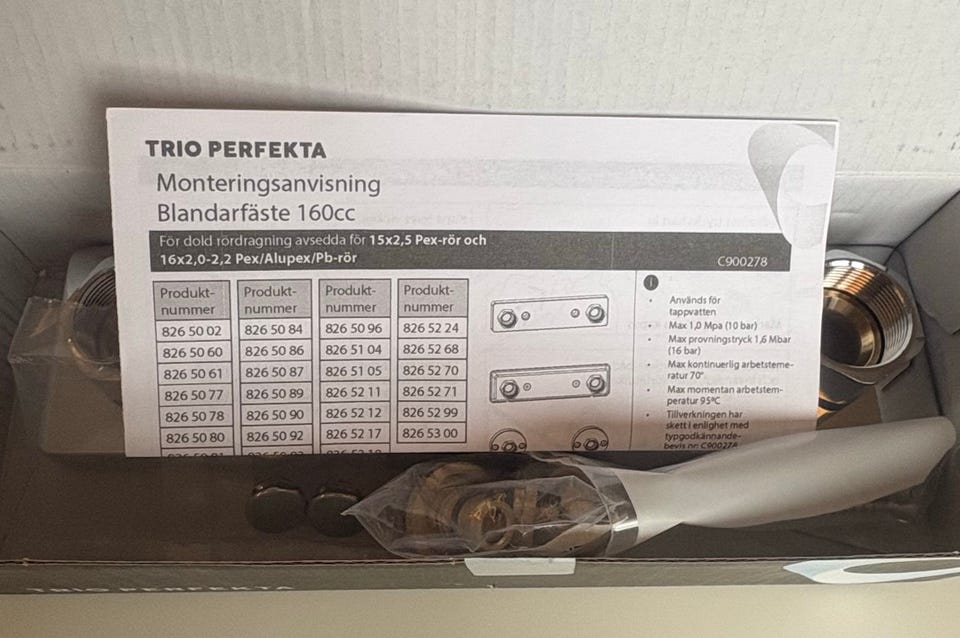 TRIO PERFEKTA
Monteringsanvisning
Blandarfäste 160cc
För dold rördragning avsedda för 15x2,5 Pex-rör och
16x2,0-2,2 Pex/Alupex/Pb-rör
C900278
Produkt-
nummer
826 50 02
826 50 60
826 50 61
826 50 77
826 50 78
826 50 80
Produkt-
nummer
826 50 84
826 50 86
826 50 87
826 50 89
826 50 90
826 50 92
Produkt-
nummer
826 50 96
826 51 04
826 51 05
826 52 11
826 52 12
826 52 17
Produkt-
nummer
826 52 24
826 52 68
826 52 70
826 52 71
826 52 99
826 53 00
i
• Används för
tappvatten
• Max 1,0 Mpa (10 bar)
• Max provningstryck 1,6 Mbar
(16 bar)
• Max kontinuerlig arbetsteme-
ratur 70°
• Max momentan arbetstem-
peratur 95°C
• Tillverkningen har
skett i enlighet med
typgodkännande-
bevis nr: C900278
TRIO PERFEKTA